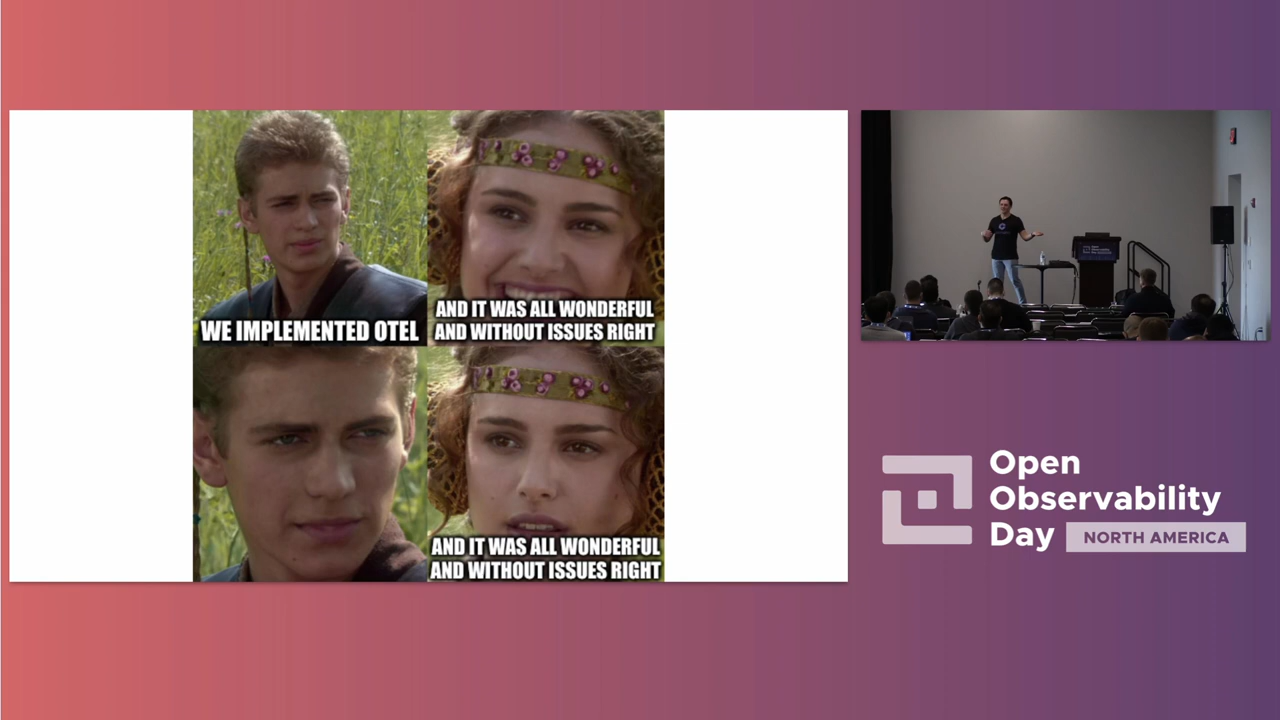 WE IMPLEMENTED OTEL
AND IT WAS ALL WONDERFUL
AND WITHOUT ISSUES RIGHT
AND IT WAS ALL WONDERFUL
AND WITHOUT ISSUES RIGHT
Open
Observability
Day
NORTH AMERICA